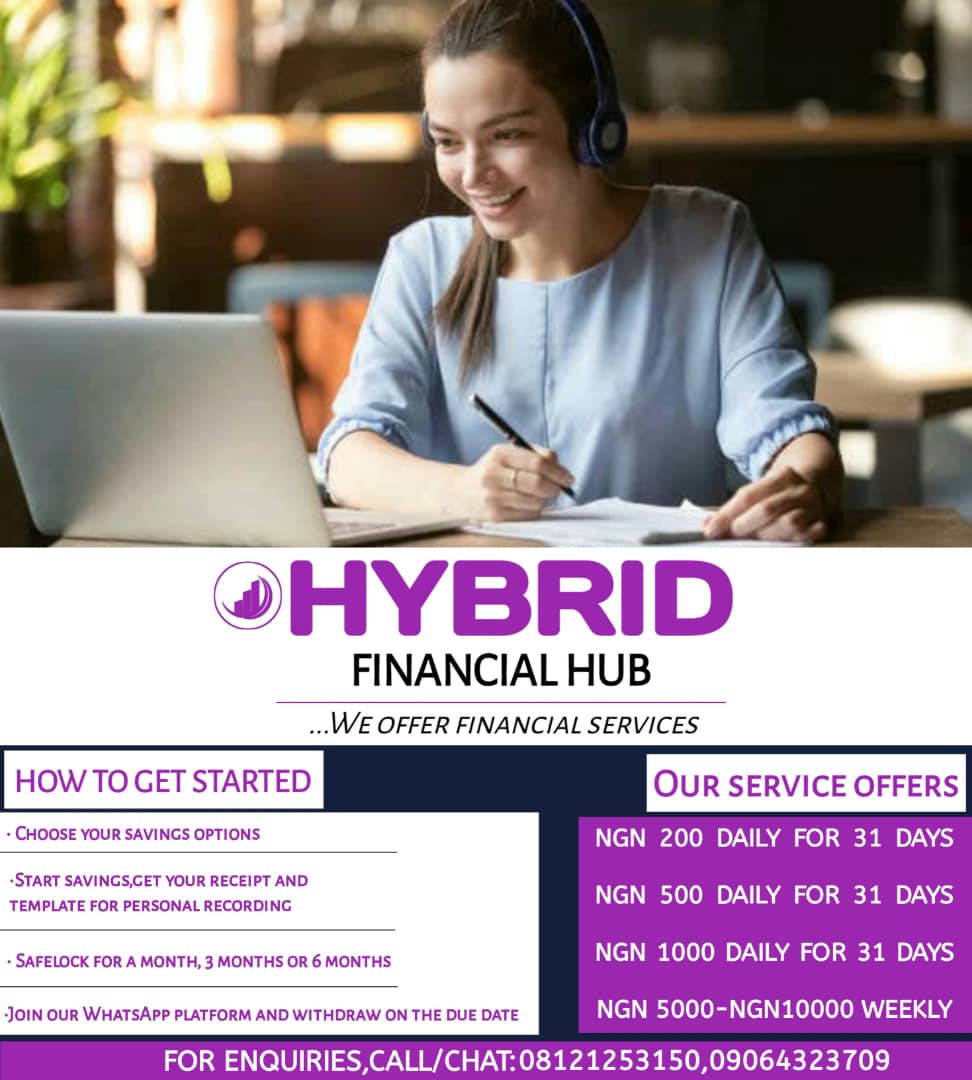 HYBRID
FINANCIAL HUB
...WE OFFER FINANCIAL SERVICES
HOW TO GET STARTED
· CHOOSE YOUR SAVINGS OPTIONS
·START SAVINGS,GET YOUR RECEIPT AND
TEMPLATE FOR PERSONAL RECORDING
· SAFELOCK FOR A MONTH, 3 MONTHS OR 6 MONTHS
·JOIN OUR WHATSAPP PLATFORM AND WITHDRAW ON THE DUE DATE
OUR SERVICE OFFERS
NGN 200 DAILY FOR 31 DAYS
NGN 500 DAILY FOR 31 DAYS
NGN 1000 DAILY FOR 31 DAYS
NGN 5000-NGN10000 WEEKLY
FOR ENQUIRIES,CALL/CHAT:08121253150,09064323709